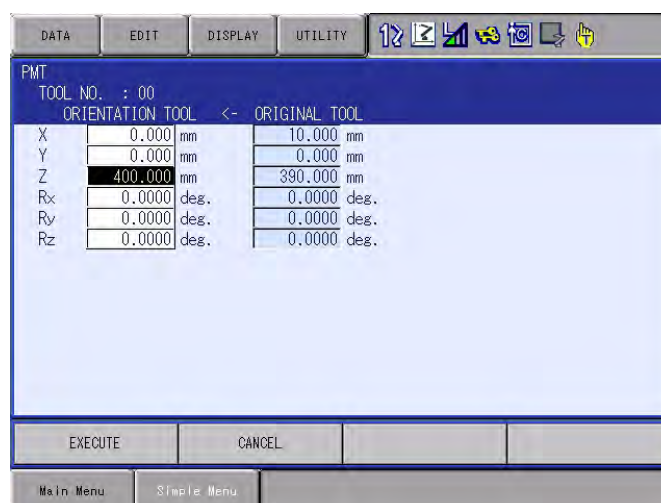 DATA EDIT DISPLAY UTILITY
PMT
TOOL NO. : 00
ORIENTATION TOOL <- ORIGINAL TOOL
X 0.000 mm 10.000 mm
Y 0.000 mm 0.000 mm
Z 400.000 mm 390.000 mm
Rx 0.0000 deg. 0.0000 deg.
Ry 0.0000 deg. 0.0000 deg.
Rz 0.0000 deg. 0.0000 deg.
EXECUTE CANCEL
Main Menu Simple Menu